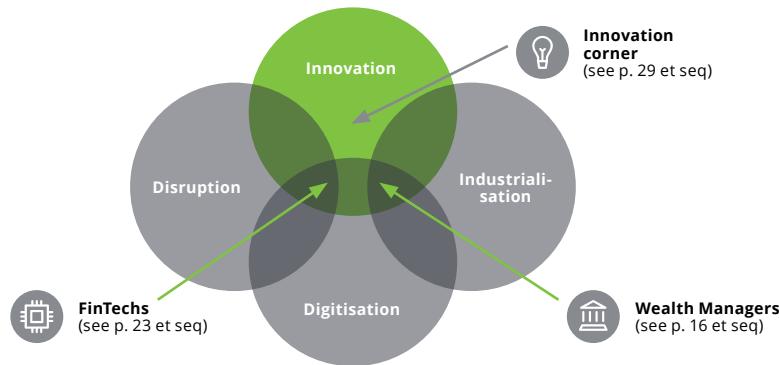 Innovation
corner
(see p. 29 et seq)
Innovation
Disruption
Industriali-
sation
Digitisation
FinTechs
(see p. 23 et seq)
Wealth Managers
(see p. 16 et seq)